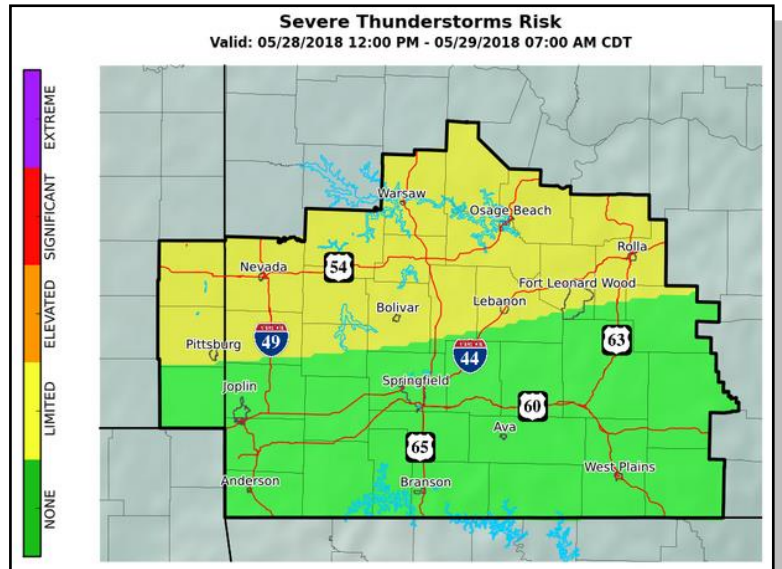 Severe Thunderstorms Risk
Valid: 05/28/2018 12:00 PM - 05/29/2018 07:00 AM CDT
EXTREME
SIGNIFICANT
ELEVATED
LIMITED
NONE
Warsaw
Osage Beach
Rolla
54
Nevada
Fort Leonard Wood
Lebanon
Bolivar
49
Pittsburg
44
63
Joplin
Springfield
60
65
Ava
West Plains
Anderson
Branson